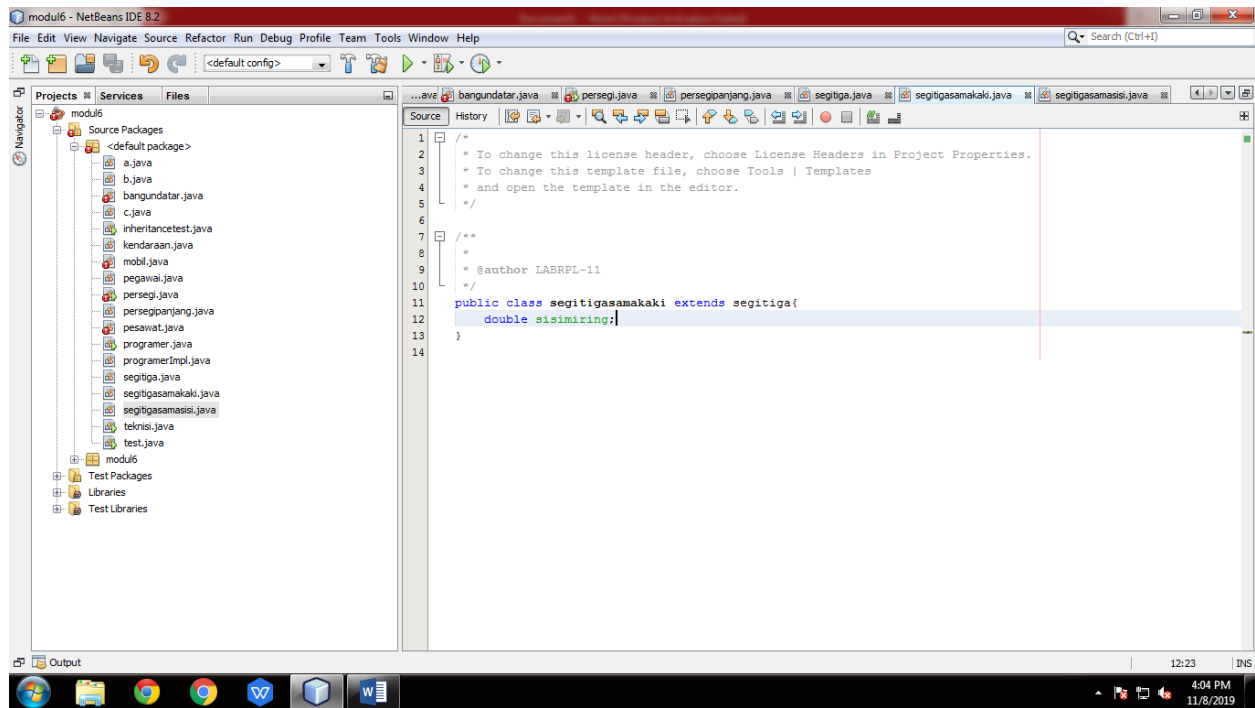 modul6 - NetBeans IDE 8.2
File Edit View Navigate Source Refactor Run Debug Profile Team Tools Window Help
Search (Ctrl+I)
<default config>
Projects Services Files
...ave bangundatar.java persegi.java persegipanjang.java segitiga.java segitigasamakaki.java segitigasamasisi.java
Source History
Navigator
modul6
Source Packages
<default package>
a.java
b.java
bangundatar.java
c.java
inheritancetest.java
kendaraan.java
mobil.java
pegawai.java
persegi.java
persegipanjang.java
pesawat.java
programer.java
programerImpl.java
segitiga.java
segitigasamakaki.java
segitigasamasisi.java
teknisi.java
test.java
modul6
Test Packages
Libraries
Test Libraries
1 /*
2 * To change this license header, choose License Headers in Project Properties.
3 * To change this template file, choose Tools | Templates
4 * and open the template in the editor.
5 */
6
7 /**
8 *
9 * @author LABRPL-11
10 */
11 public class segitigasamakaki extends segitiga{
12 double sisimiring;
13 }
14
Output
12:23 INS
4:04 PM
11/8/2019